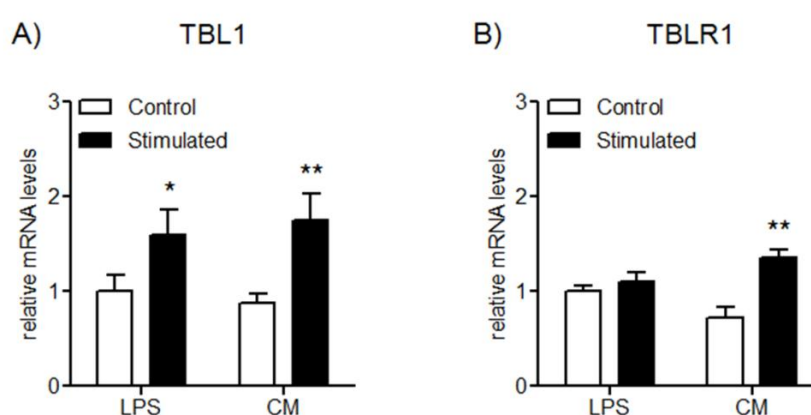 A) TBL1
relative mRNA levels
3
2
1
0
Control
Stimulated
*
**
LPS CM
B) TBLR1
relative mRNA levels
3
2
1
0
Control
Stimulated
**
LPS CM